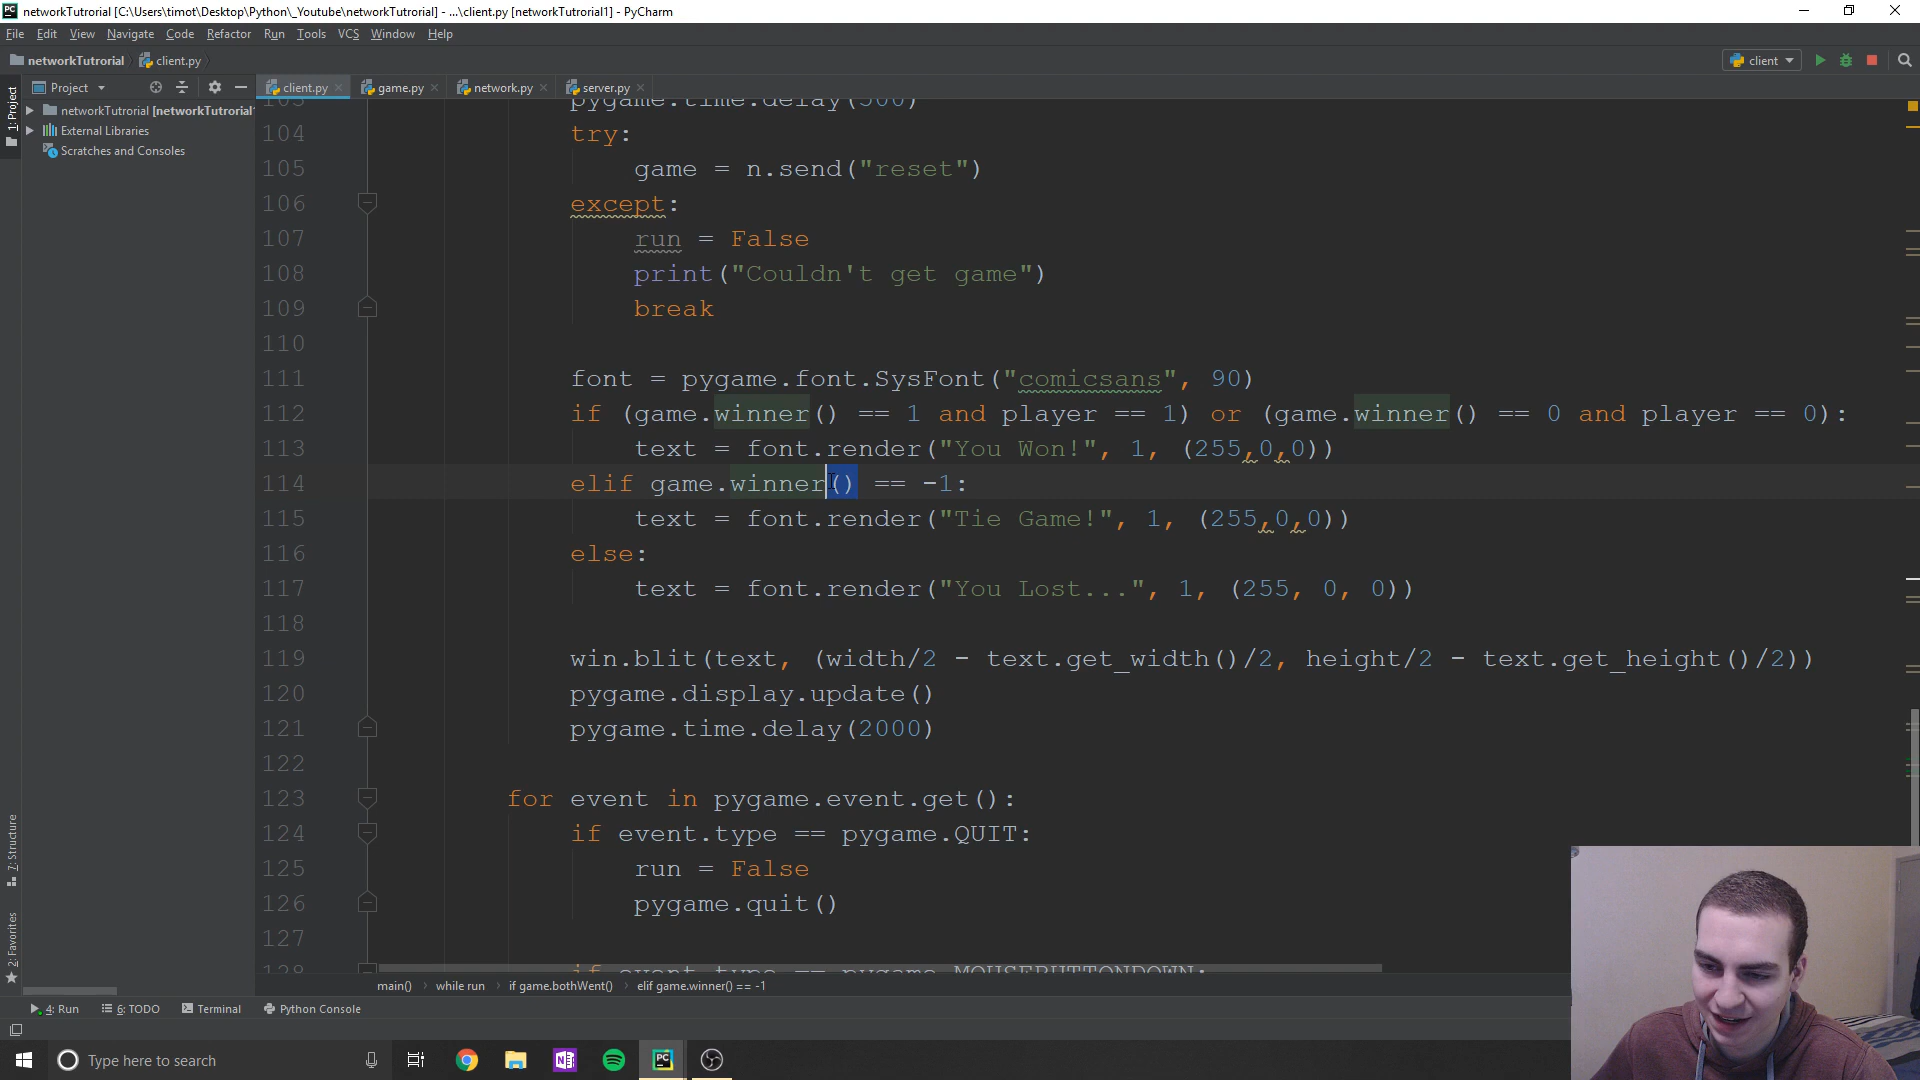 networkTutorial [C:\Users\timot\Desktop\Python\_Youtube\networkTutorial] - ...\client.py [networkTutorial1] - PyCharm
File Edit View Navigate Code Refactor Run Tools VCS Window Help
networkTutrorial client.py client
Project client.py game.py network.py server.py
1: Project
networkTutrorial [networkTutorial
External Libraries
Scratches and Consoles
103 pygame.time.delay(500)
104 try:
105 game = n.send("reset")
106 except:
107 run = False
108 print("Couldn't get game")
109 break
110
111 font = pygame.font.SysFont("comicsans", 90)
112 if (game.winner() == 1 and player == 1) or (game.winner() == 0 and player == 0):
113 text = font.render("You Won!", 1, (255,0,0))
114 elif game.winner() == -1:
115 text = font.render("Tie Game!", 1, (255,0,0))
116 else:
117 text = font.render("You Lost...", 1, (255, 0, 0))
118
119 win.blit(text, (width/2 - text.get_width()/2, height/2 - text.get_height()/2))
120 pygame.display.update()
121 pygame.time.delay(2000)
122
123 for event in pygame.event.get():
124 if event.type == pygame.QUIT:
125 run = False
126 pygame.quit()
127
128 if event.type == pygame.MOUSEBUTTONDOWN:
7: Structure
2: Favorites
main() while run if game.bothWent() elif game.winner() == -1
4: Run 6: TODO Terminal Python Console
Type here to search